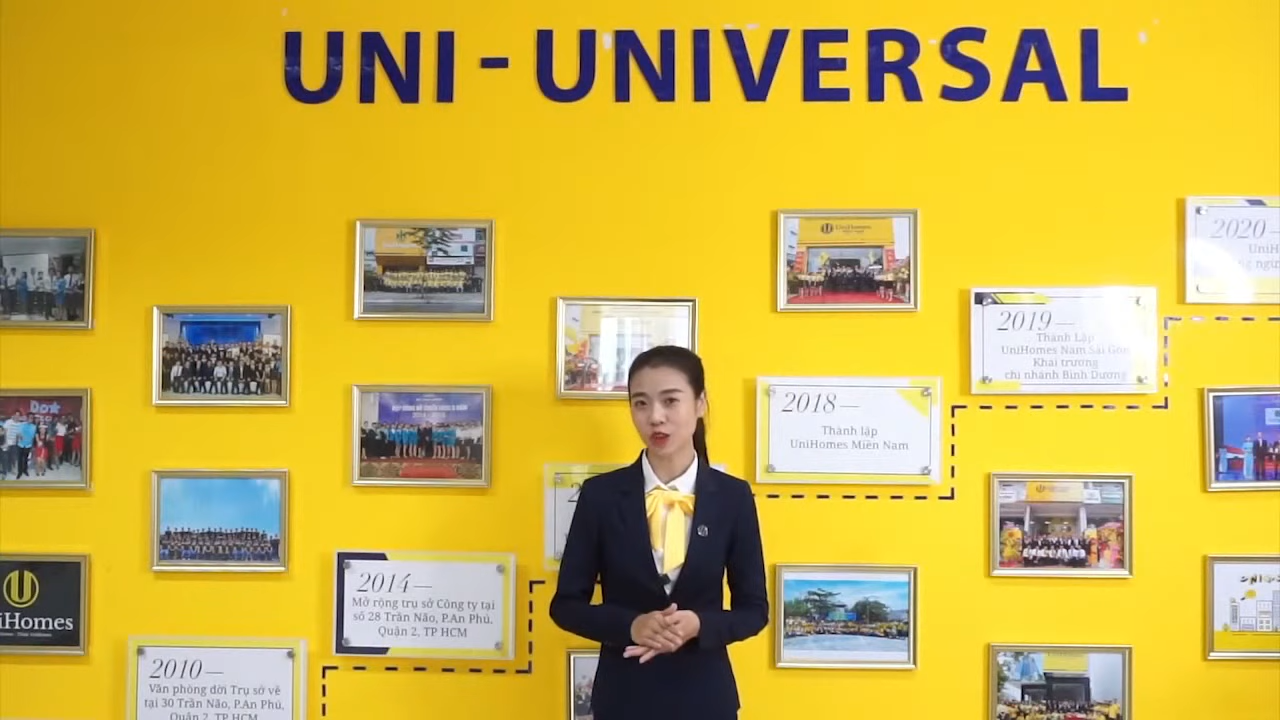 UNI - UNIVERSAL
2020 —
UniH
2019 —
Thành Lập
UniHomes Nam Sài Gòn
Khai trương
chi nhánh Bình Dương
2018 —
Thành lập
UniHomes Miền Nam
2014 —
Mở rộng trụ sở Công ty tại
số 28 Trần Não, P.An Phú,
Quận 2, TP HCM
2010 —
Văn phòng dời Trụ sở về
tại 30 Trần Não, P.An Phú,
Quận 2, TP HCM
iHomes
UniHomes